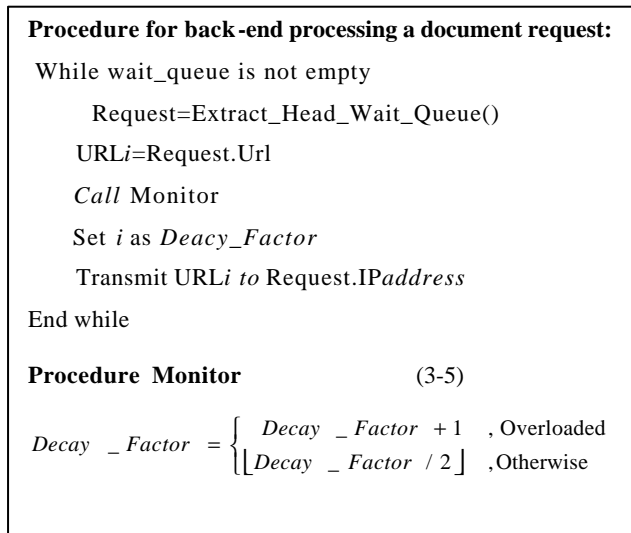 Procedure for back-end processing a document request:
While wait_queue is not empty
Request=Extract_Head_Wait_Queue()
URLi=Request.Url
Call Monitor
Set i as Deacy_Factor
Transmit URLi to Request.IPaddress
End while
Procedure Monitor (3-5)
Decay _ Factor = { Decay _ Factor + 1 , Overloaded
⌊Decay _ Factor / 2⌋ , Otherwise